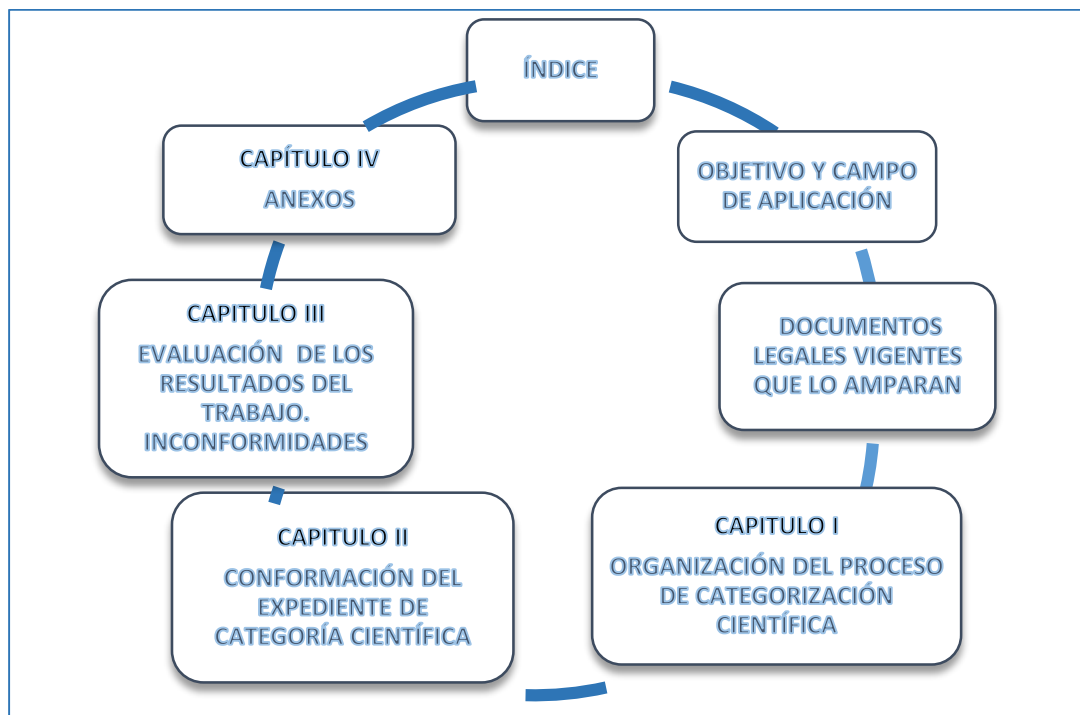 ÍNDICE
OBJETIVO Y CAMPO
DE APLICACIÓN
DOCUMENTOS
LEGALES VIGENTES
QUE LO AMPARAN
CAPITULO I
ORGANIZACIÓN DEL PROCESO
DE CATEGORIZACIÓN
CIENTÍFICA
CAPITULO II
CONFORMACIÓN DEL
EXPEDIENTE DE
CATEGORÍA CIENTÍFICA
CAPITULO III
EVALUACIÓN DE LOS
RESULTADOS DEL
TRABAJO.
INCONFORMIDADES
CAPÍTULO IV
ANEXOS